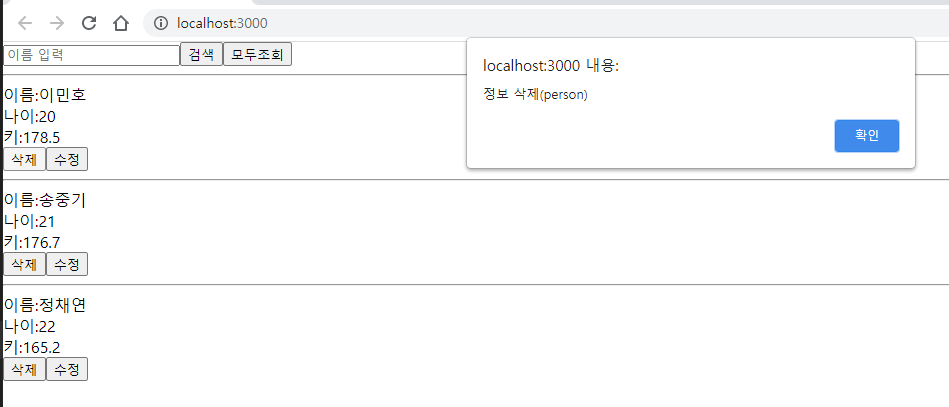 localhost:3000
이름 입력 검색 모두조회
localhost:3000 내용:
정보 삭제(person)
확인
이름:이민호
나이:20
키:178.5
삭제 수정
이름:송중기
나이:21
키:176.7
삭제 수정
이름:정채연
나이:22
키:165.2
삭제 수정